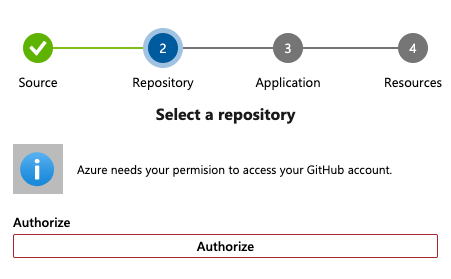 2
3
4
Source
Repository
Application
Resources
Select a repository
Azure needs your permision to access your GitHub account.
Authorize
Authorize